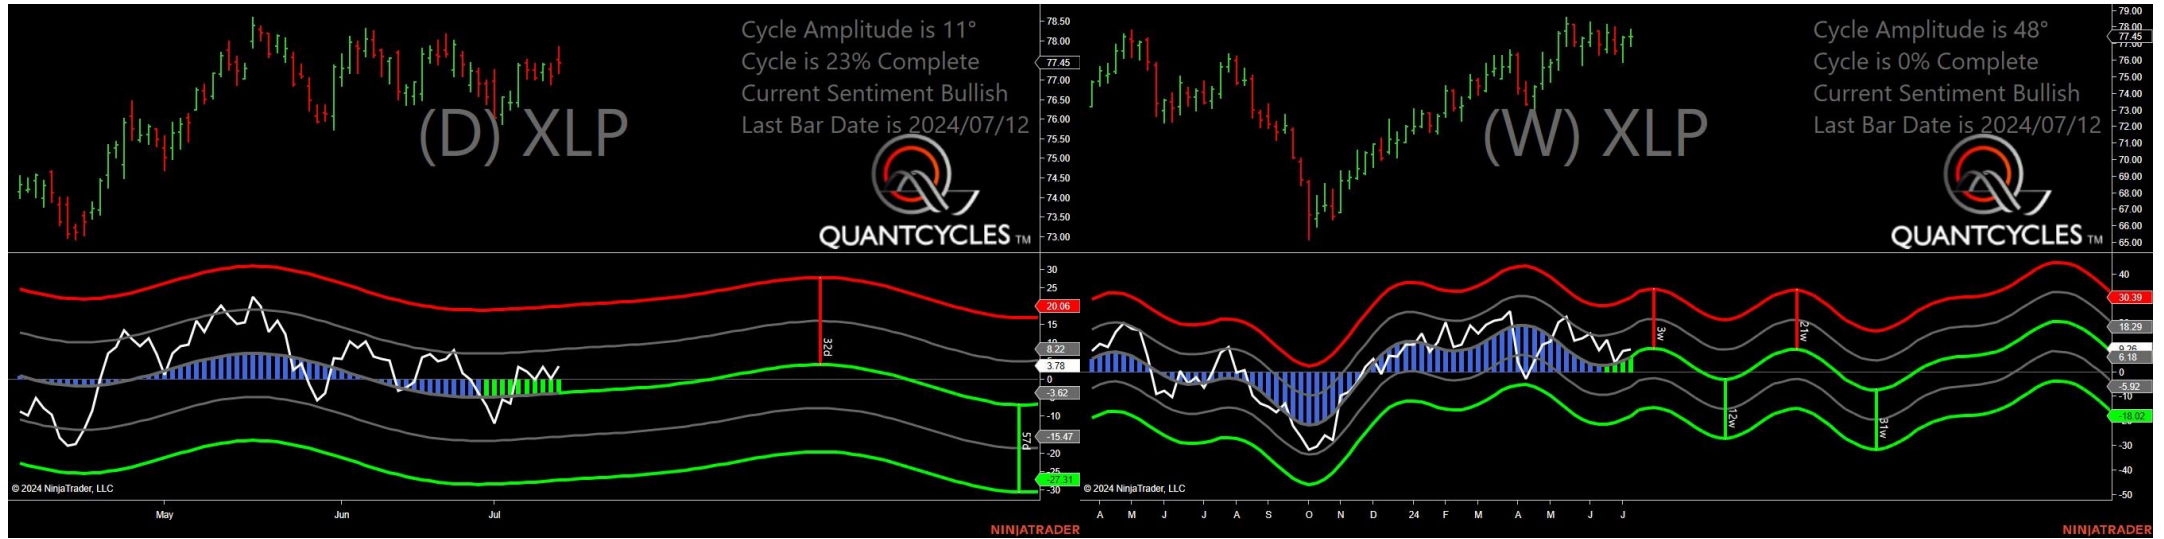 Cycle Amplitude is 11°
Cycle is 23% Complete
Current Sentiment Bullish
Last Bar Date is 2024/07/12
(D) XLP
QUANTCYCLES TM
78.50
78.00
77.45
77.00
76.50
76.00
75.50
75.00
74.50
74.00
73.50
73.00
30
25
20.06
15
8.22
3.78
0
-3.62
-10
-15.47
-20
-25
-27.31
-30
32d
57d
© 2024 NinjaTrader, LLC
May
Jun
Jul
NINJATRADER
Cycle Amplitude is 48°
Cycle is 0% Complete
Current Sentiment Bullish
Last Bar Date is 2024/07/12
(W) XLP
QUANTCYCLES TM
79.00
78.00
77.45
77.00
76.00
75.00
74.00
73.00
72.00
71.00
70.00
69.00
68.00
67.00
66.00
65.00
40
30.39
18.29
9.26
6.18
0
-5.92
-10
-18.02
-30
-40
-50
3w
12w
21w
31w
© 2024 NinjaTrader, LLC
A M J J A S O N D 24 F M A M J J
NINJATRADER